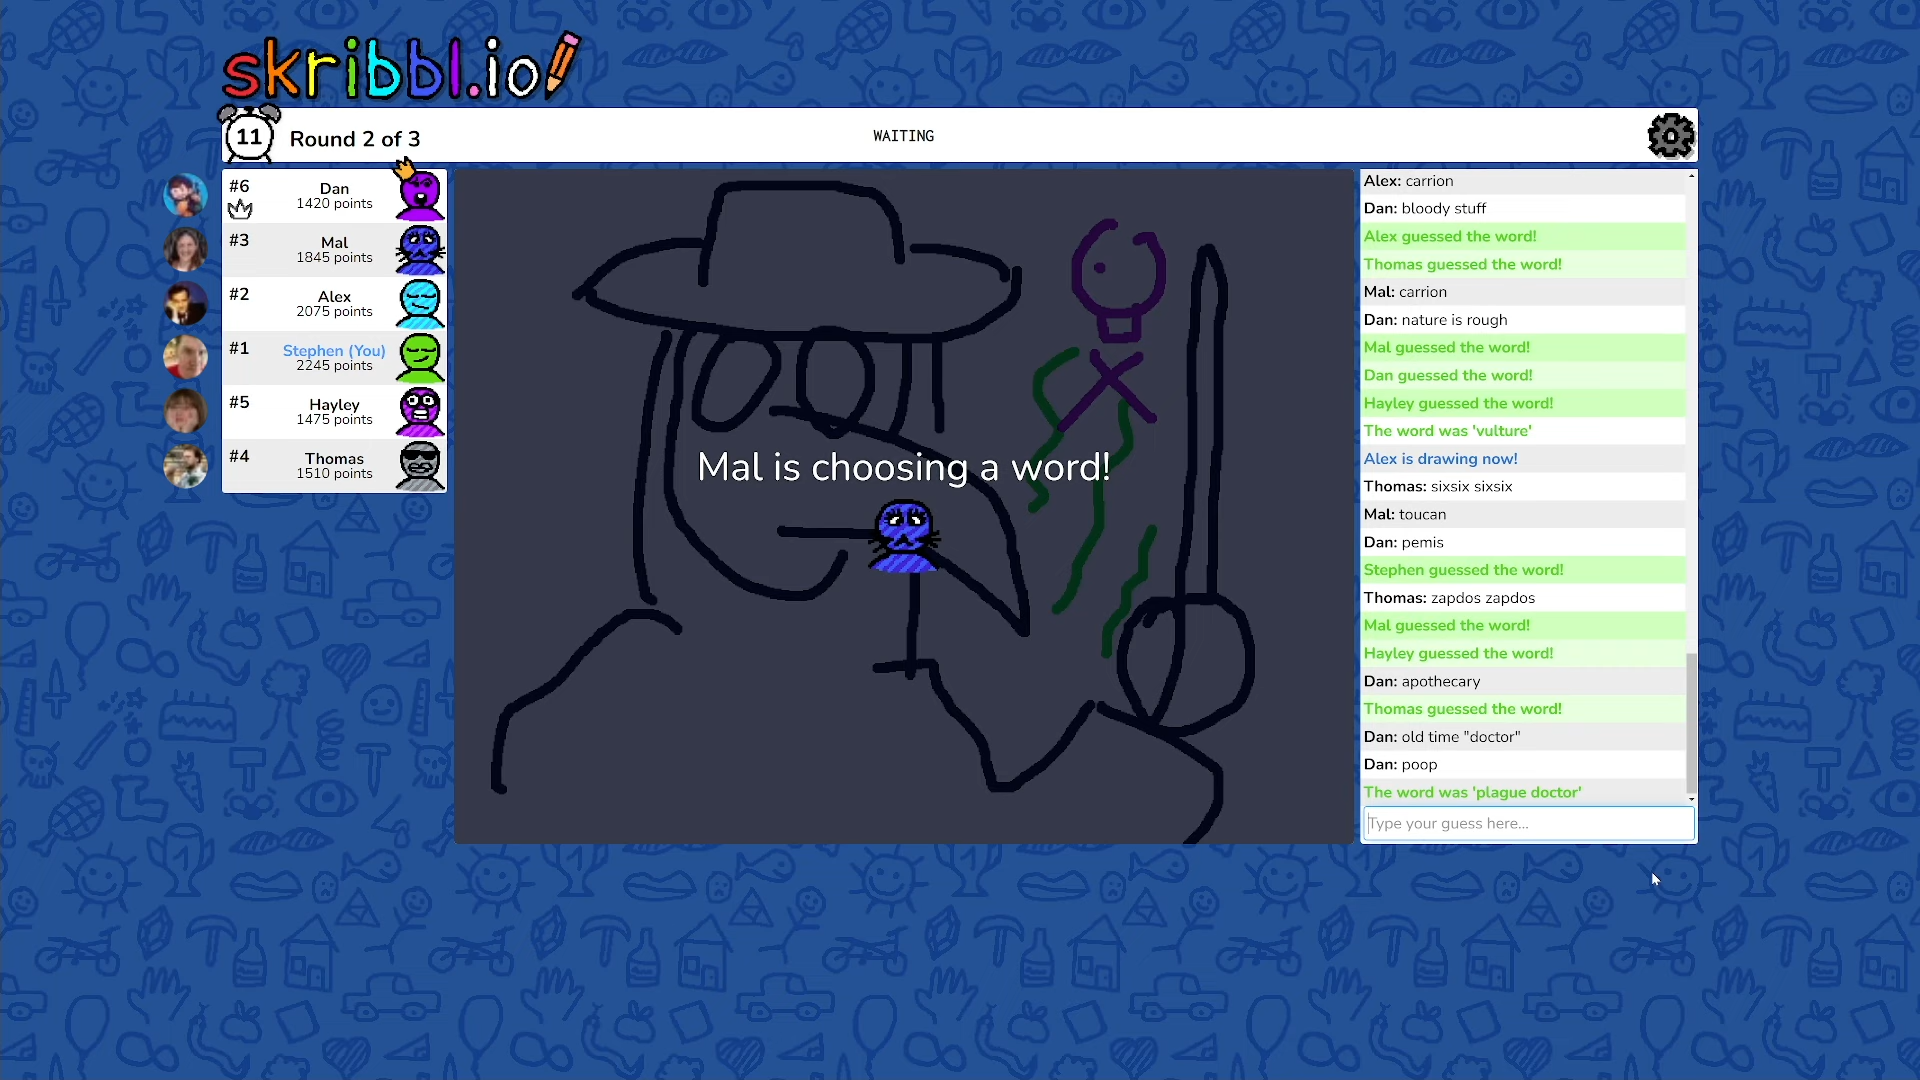 skribbl.io
11
Round 2 of 3
WAITING
#6
Dan
1420 points
#3
Mal
1845 points
#2
Alex
2075 points
#1
Stephen (You)
2245 points
#5
Hayley
1475 points
#4
Thomas
1510 points
Mal is choosing a word!
Alex: carrion
Dan: bloody stuff
Alex guessed the word!
Thomas guessed the word!
Mal: carrion
Dan: nature is rough
Mal guessed the word!
Dan guessed the word!
Hayley guessed the word!
The word was 'vulture'
Alex is drawing now!
Thomas: sixsix sixsix
Mal: toucan
Dan: pemis
Stephen guessed the word!
Thomas: zapdos zapdos
Mal guessed the word!
Hayley guessed the word!
Dan: apothecary
Thomas guessed the word!
Dan: old time "doctor"
Dan: poop
The word was 'plague doctor'
Type your guess here...